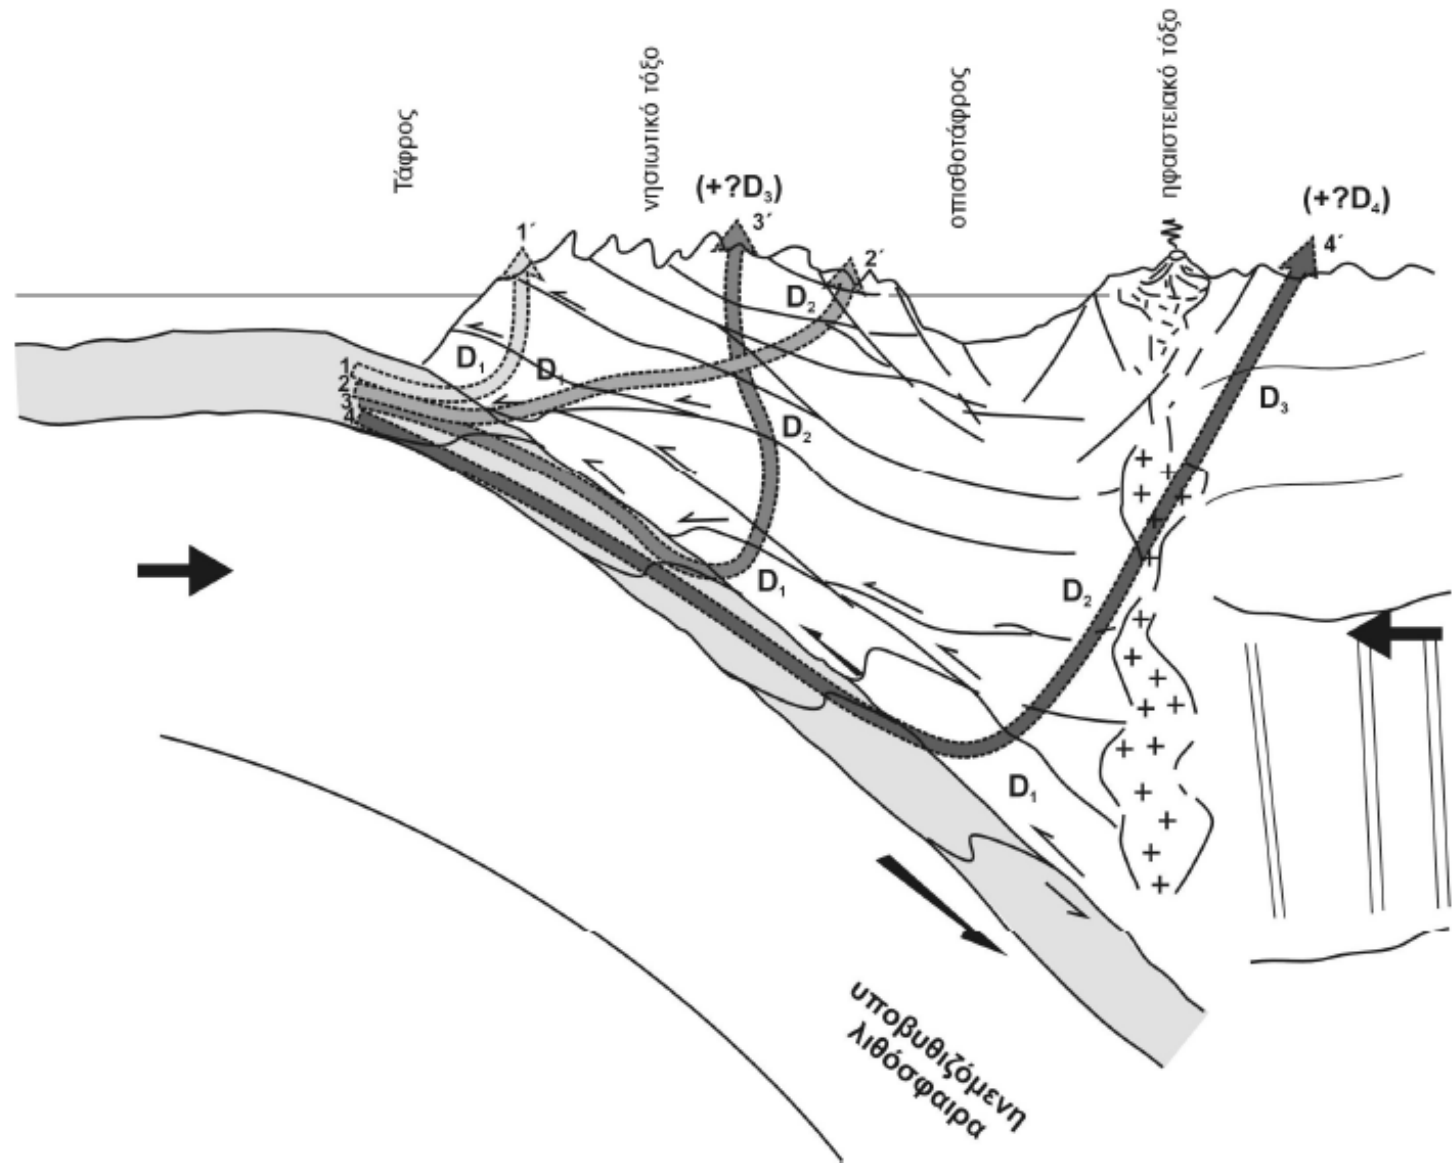 Τάφρος
νησιωτικό τόξο
οπισθοτάφρος
ηφαιστειακό τόξο
(+?D₃)
(+?D₄)
1´
3´
2´
4´
D₂
D₁
D₁
1
2
3
4
D₃
D₂
D₁
D₂
D₁
υποβυθιζόμενη
λιθόσφαιρα